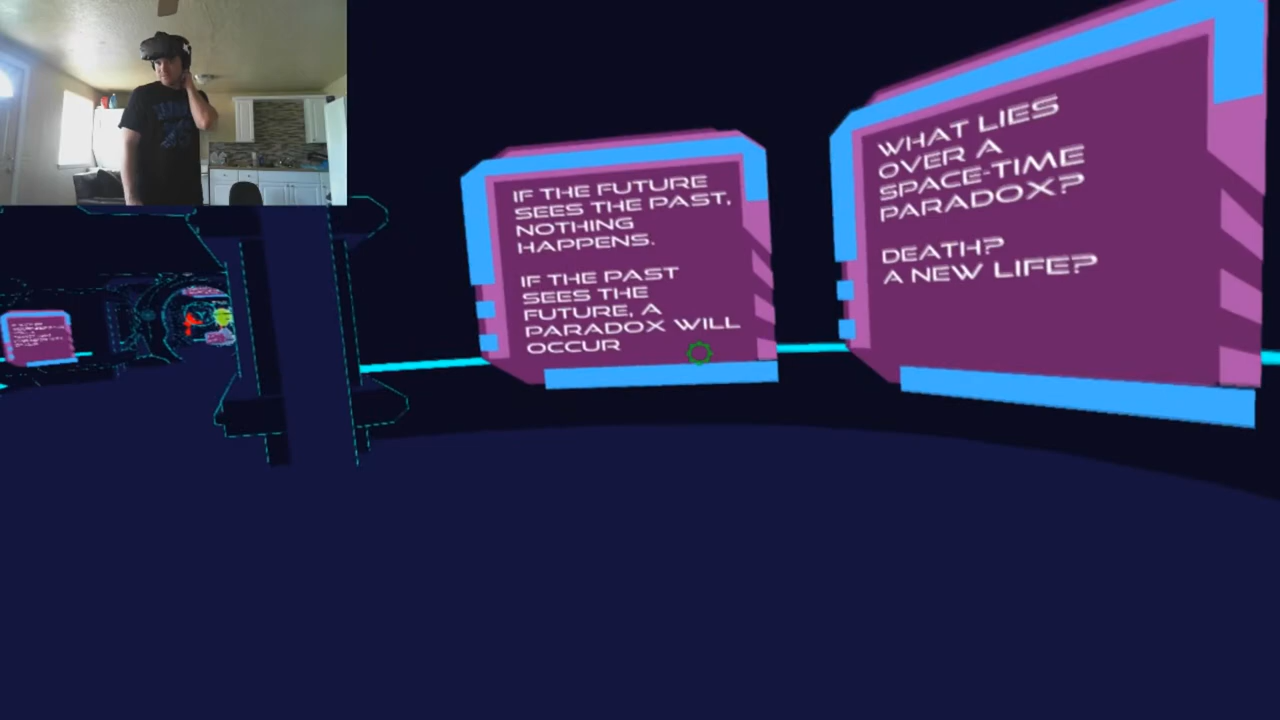 IF THE FUTURE
SEES THE PAST,
NOTHING
HAPPENS.
IF THE PAST
SEES THE
FUTURE, A
PARADOX WILL
OCCUR
WHAT LIES
OVER A
SPACE-TIME
PARADOX?
DEATH?
A NEW LIFE?